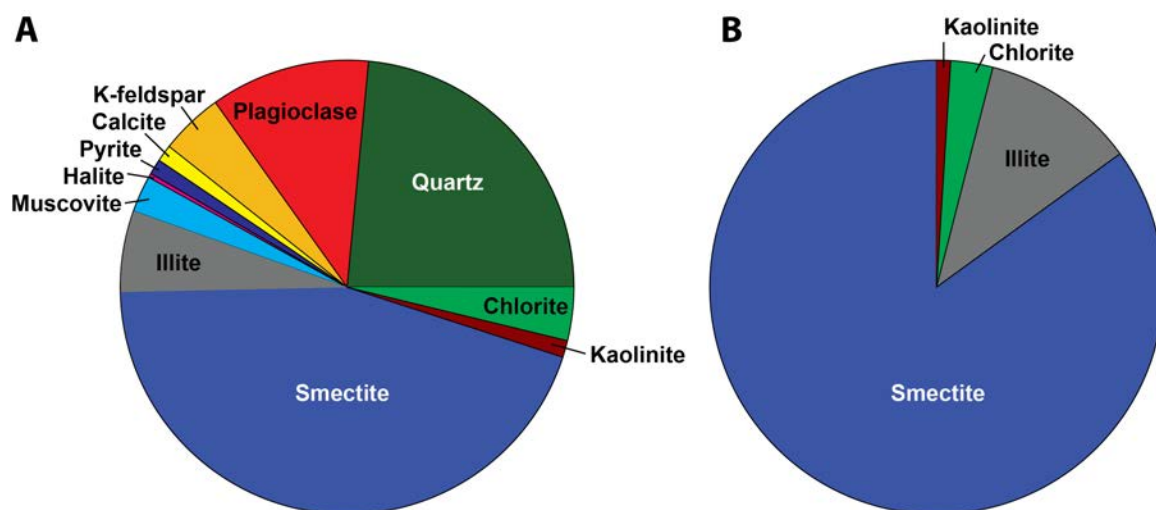 A
K-feldspar
Calcite
Pyrite
Halite
Muscovite
Plagioclase
Quartz
Illite
Chlorite
Kaolinite
Smectite
B
Kaolinite
Chlorite
Illite
Smectite